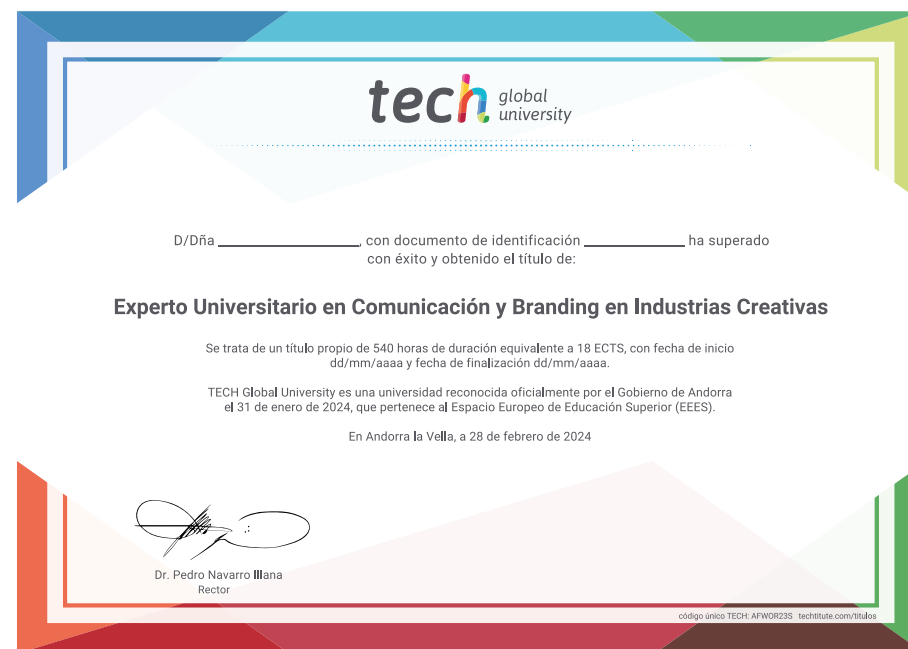 tech global university
D/Dña ____________, con documento de identificación ____________ ha superado
con éxito y obtenido el título de:
Experto Universitario en Comunicación y Branding en Industrias Creativas
Se trata de un título propio de 540 horas de duración equivalente a 18 ECTS, con fecha de inicio
dd/mm/aaaa y fecha de finalización dd/mm/aaaa.
TECH Global University es una universidad reconocida oficialmente por el Gobierno de Andorra
el 31 de enero de 2024, que pertenece al Espacio Europeo de Educación Superior (EEES).
En Andorra la Vella, a 28 de febrero de 2024
Dr. Pedro Navarro Illana
Rector
código único TECH: AFWOR23S techtitute.com/titulos